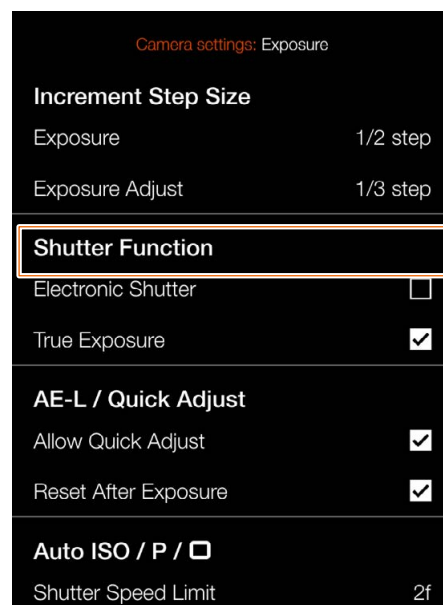 Camera settings: Exposure
Increment Step Size
Exposure 1/2 step
Exposure Adjust 1/3 step
Shutter Function
Electronic Shutter
True Exposure
AE-L / Quick Adjust
Allow Quick Adjust
Reset After Exposure
Auto ISO / P /
Shutter Speed Limit 2f